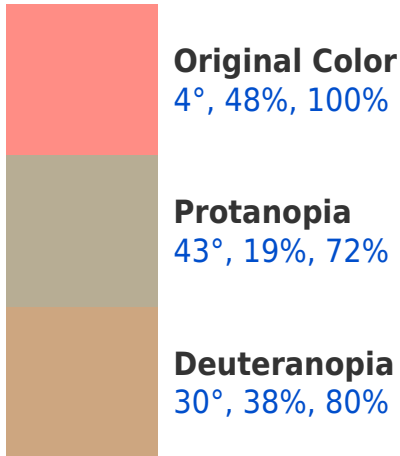 Original Color
4°, 48%, 100%
Protanopia
43°, 19%, 72%
Deuteranopia
30°, 38%, 80%